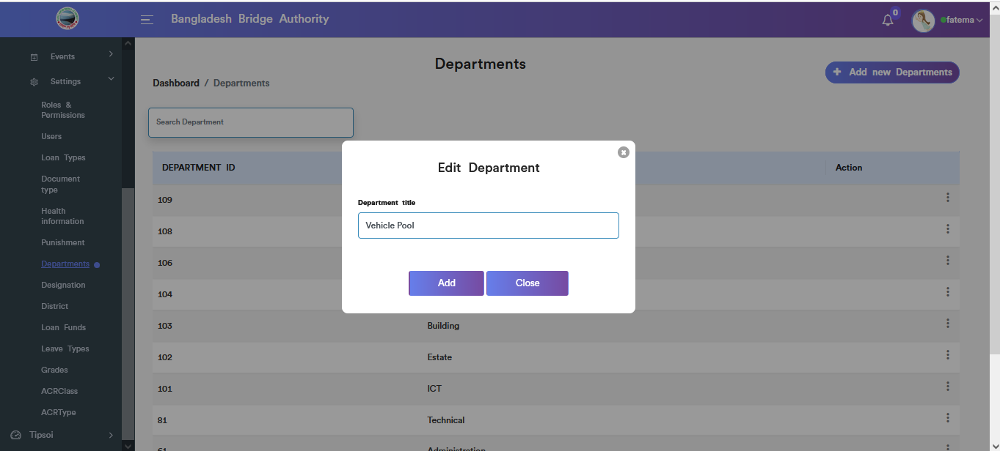 Bangladesh Bridge Authority
0
fatema
Events
Settings
Roles &
Permissions
Users
Loan Types
Document
type
Health
information
Punishment
Departments
Designation
District
Loan Funds
Leave Types
Grades
ACRClass
ACRType
Tipsoi
Departments
Dashboard / Departments
+ Add new Departments
Search Department
DEPARTMENT ID
Action
109
108
106
104
103 Building
102 Estate
101 ICT
81 Technical
61 Administration
Edit Department
Department title
Vehicle Pool
Add Close